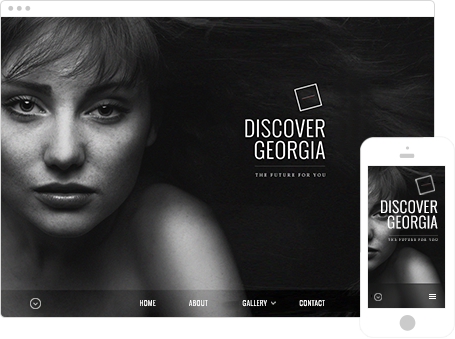 DISCOVER
GEORGIA
THE FUTURE FOR YOU
HOME ABOUT GALLERY CONTACT
DISCOVER
GEORGIA
THE FUTURE FOR YOU